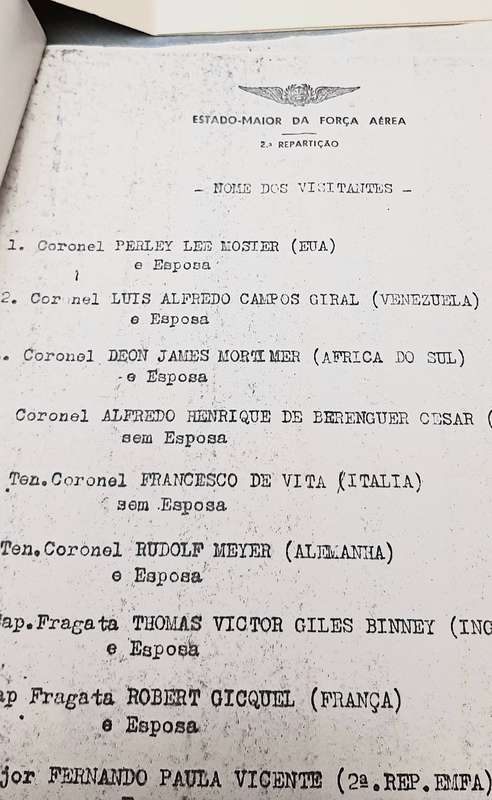 ESTADO-MAIOR DA FORÇA AÉREA
2.ª REPARTIÇÃO
- NOME DOS VISITANTES -
1. Coronel PERLEY LEE MOSIER (EUA)
e Esposa
2. Coronel LUIS ALFREDO CAMPOS GIRAL (VENEZUELA)
e Esposa
. Coronel DEON JAMES MORTIMER (AFRICA DO SUL)
e Esposa
Coronel ALFREDO HENRIQUE DE BERENGUER CESAR (
sem Esposa
Ten.Coronel FRANCESCO DE VITA (ITALIA)
sem Esposa
Ten.Coronel RUDOLF MEYER (ALEMANHA)
e Esposa
ap.Fragata THOMAS VICTOR GILES BINNEY (ING
e Esposa
ap Fragata ROBERT GICQUEL (FRANÇA)
e Esposa
jor FERNANDO PAULA VICENTE (2ª.REP.EMFA)